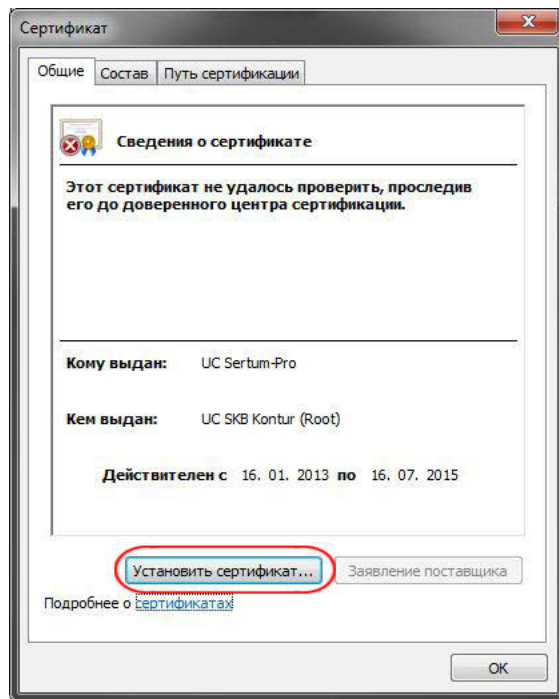 Сертификат
Общие Состав Путь сертификации
Сведения о сертификате
Этот сертификат не удалось проверить, проследив
его до доверенного центра сертификации.
Кому выдан: UC Sertum-Pro
Кем выдан: UC SKB Kontur (Root)
Действителен с 16. 01. 2013 по 16. 07. 2015
Установить сертификат... Заявление поставщика
Подробнее о сертификатах
OK